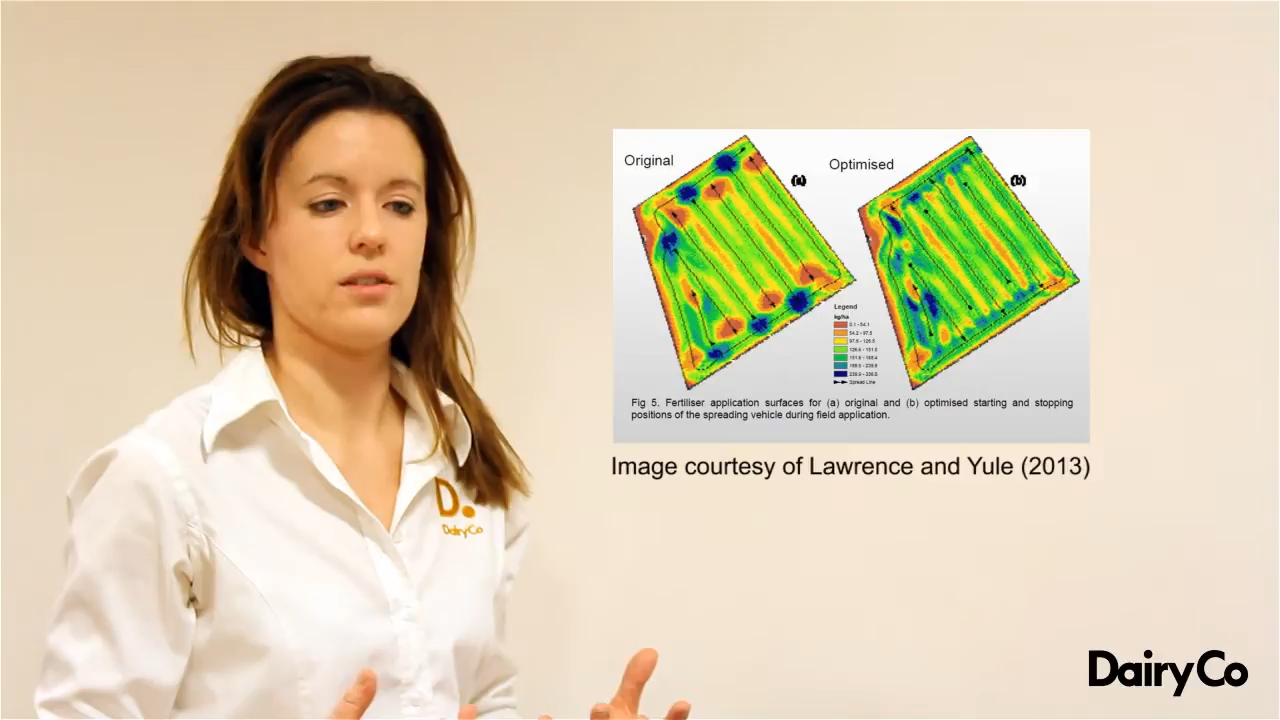 Original
Optimised
(a)
(b)
Legend
kg/ha
Spread Line
Fig 5. Fertiliser application surfaces for (a) original and (b) optimised starting and stopping
positions of the spreading vehicle during field application.
Image courtesy of Lawrence and Yule (2013)
D.
DairyCo
DairyCo